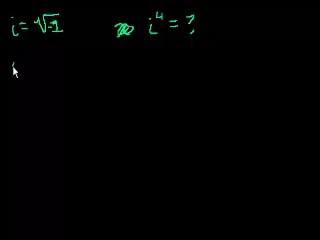 i = √-1 i⁴ = ?